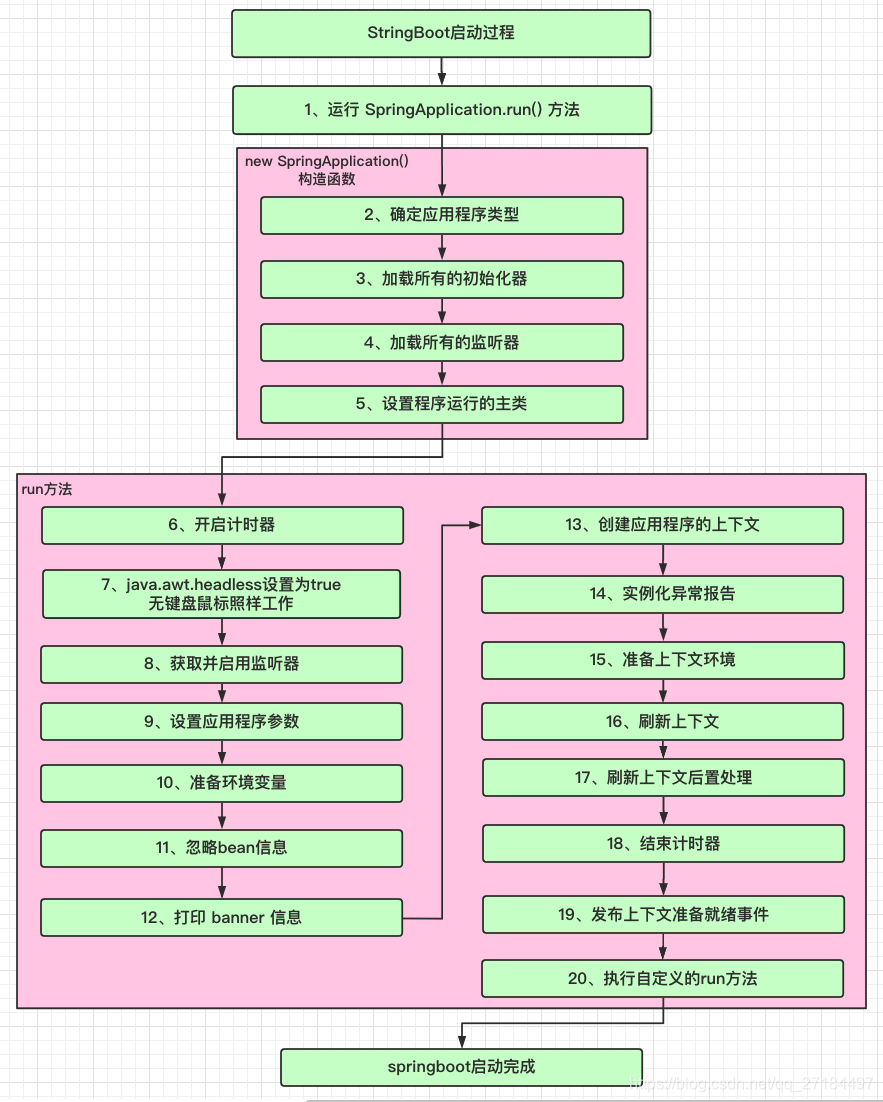 StringBoot启动过程
1、运行 SpringApplication.run() 方法
new SpringApplication()
构造函数
2、确定应用程序类型
3、加载所有的初始化器
4、加载所有的监听器
5、设置程序运行的主类
run方法
6、开启计时器
7、java.awt.headless设置为true
无键盘鼠标照样工作
8、获取并启用监听器
9、设置应用程序参数
10、准备环境变量
11、忽略bean信息
12、打印 banner 信息
13、创建应用程序的上下文
14、实例化异常报告
15、准备上下文环境
16、刷新上下文
17、刷新上下文后置处理
18、结束计时器
19、发布上下文准备就绪事件
20、执行自定义的run方法
springboot启动完成
https://blog.csdn.net/qq_27184497